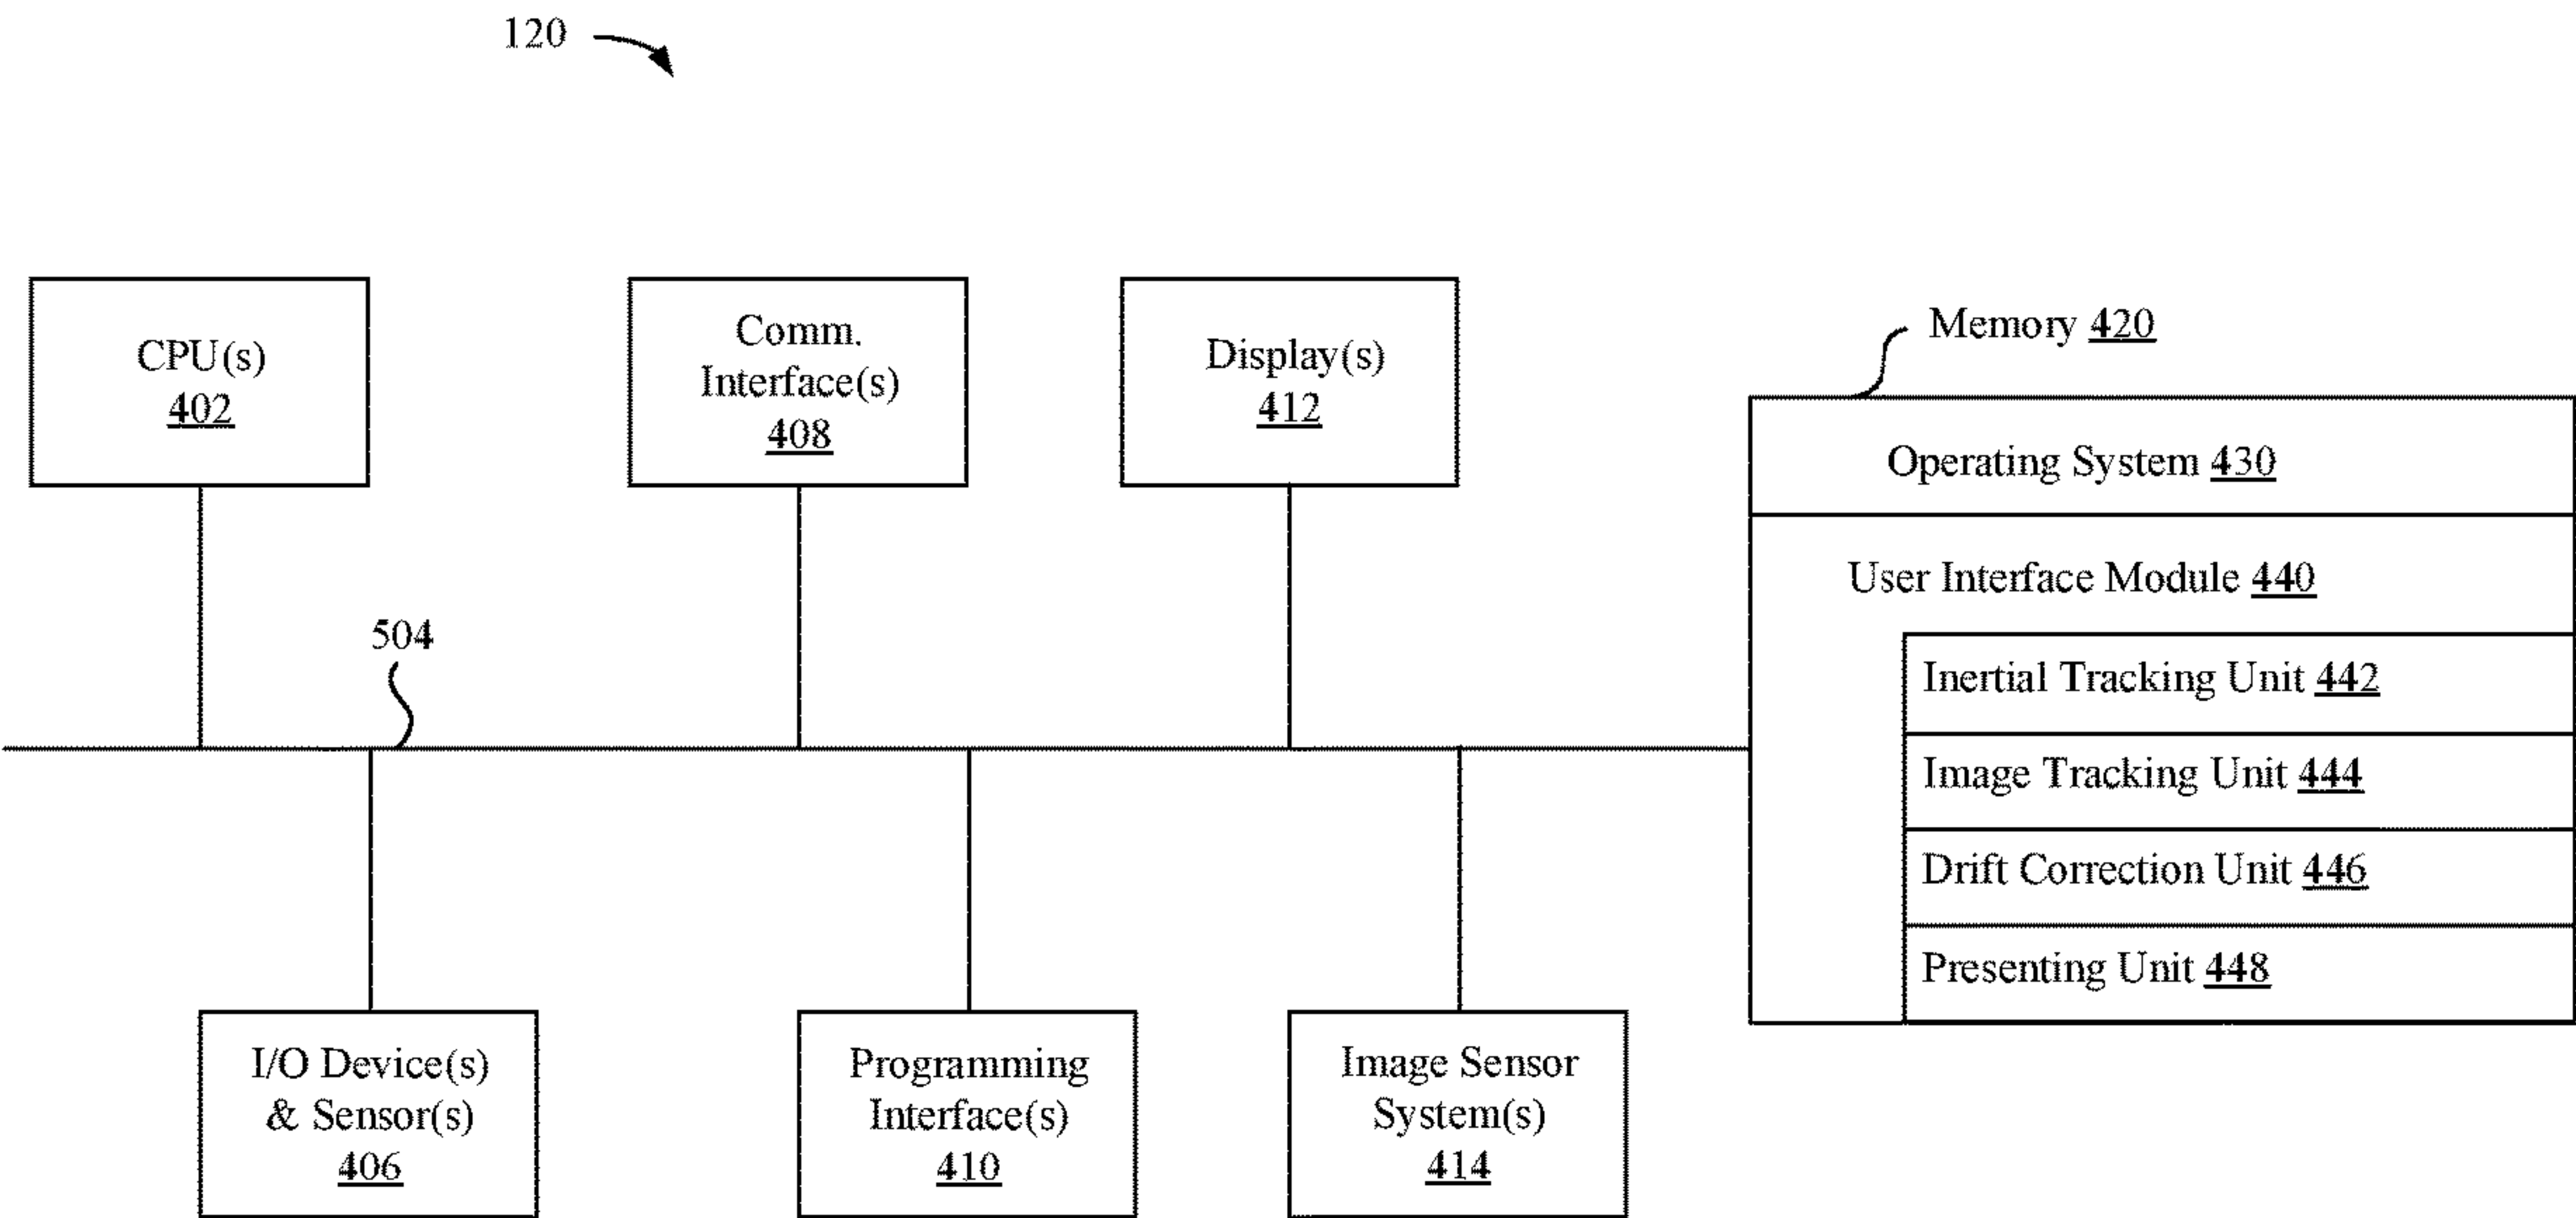 120
CPU(s)
402
Comm.
Interface(s)
408
Display(s)
412
Memory 420
Operating System 430
User Interface Module 440
Inertial Tracking Unit 442
Image Tracking Unit 444
Drift Correction Unit 446
Presenting Unit 448
504
I/O Device(s)
& Sensor(s)
406
Programming
Interface(s)
410
Image Sensor
System(s)
414